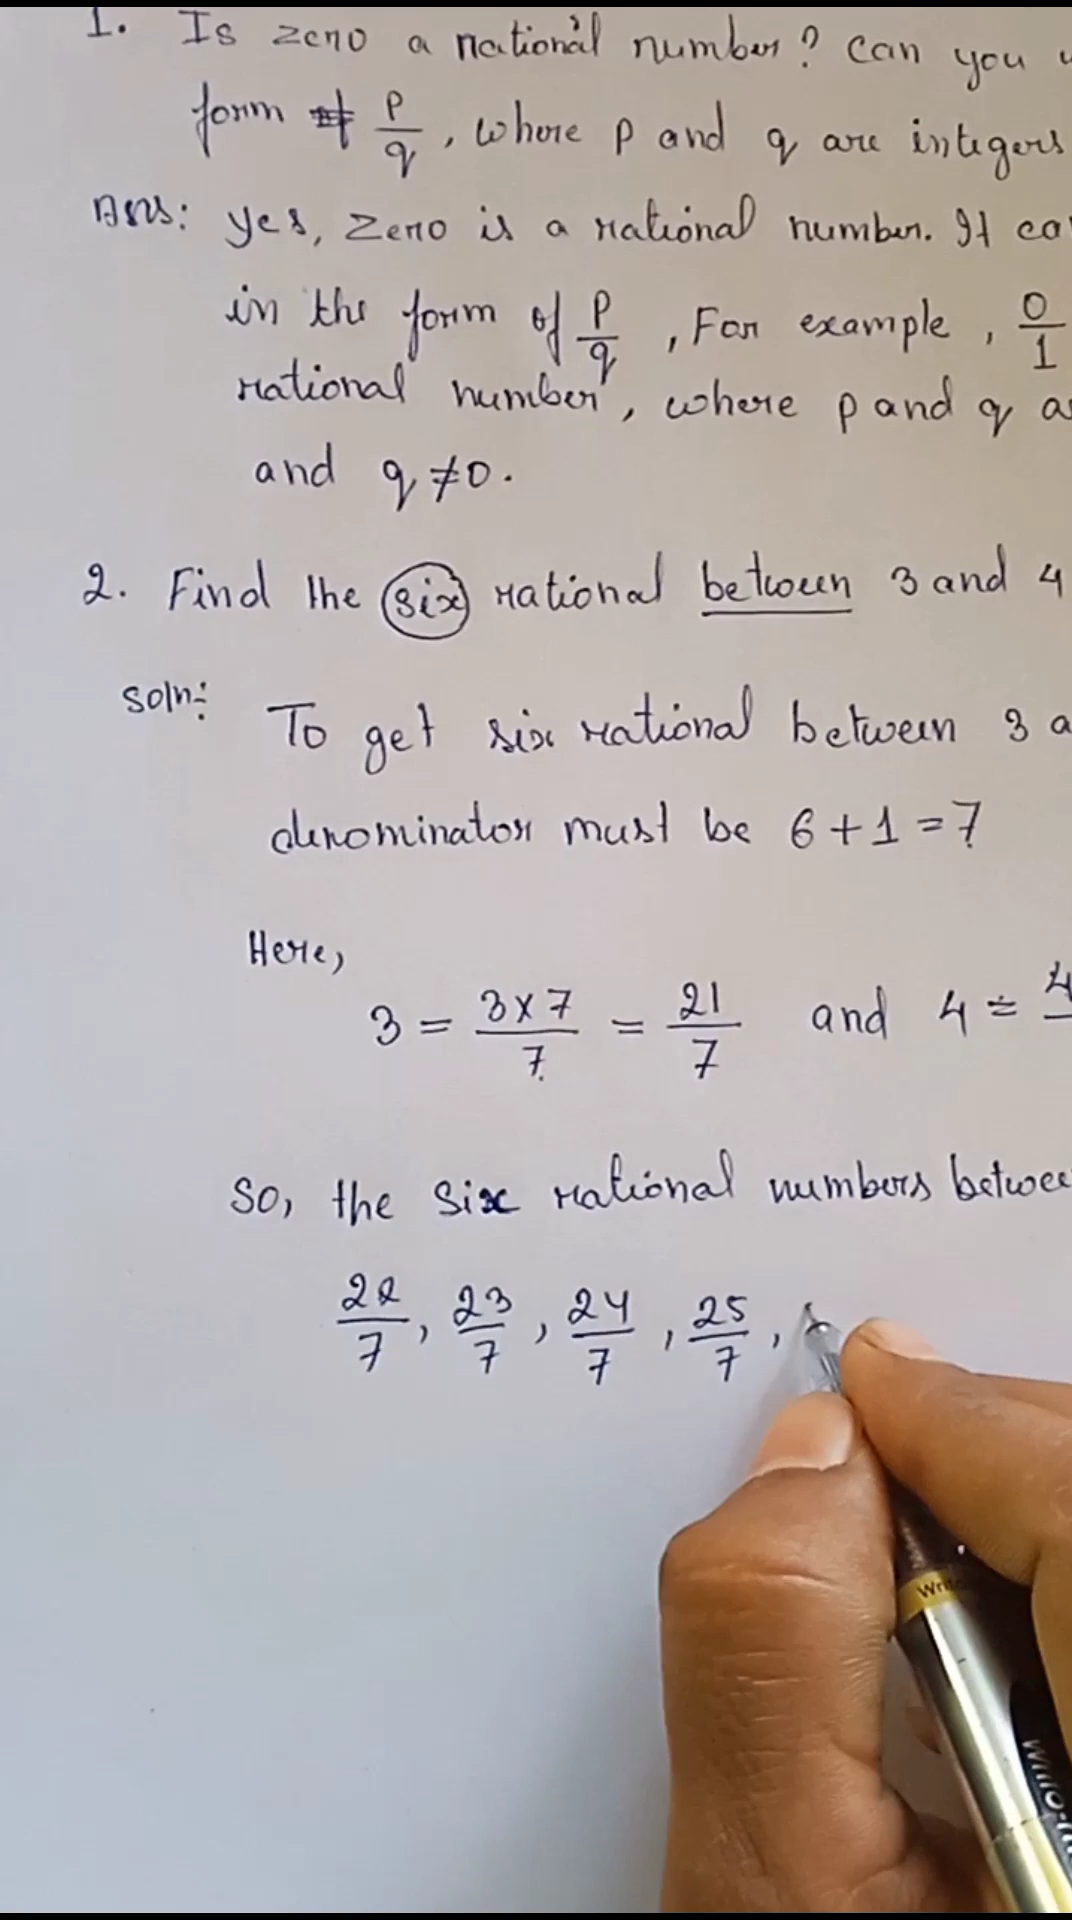 1. Is zero a rational number? Can you
form of p/q, where p and q are integers
Ans: yes, Zero is a rational number. It ca
in the form of p/q, For example, 0/1
rational number, where p and q a
and q ≠ 0.
2. Find the six rational between 3 and 4
Soln:
To get six rational between 3 a
denominator must be 6+1=7
Here,
3 = 3×7/7 = 21/7 and 4 = 4
So, the six rational numbers betwee
22/7, 23/7, 24/7, 25/7,